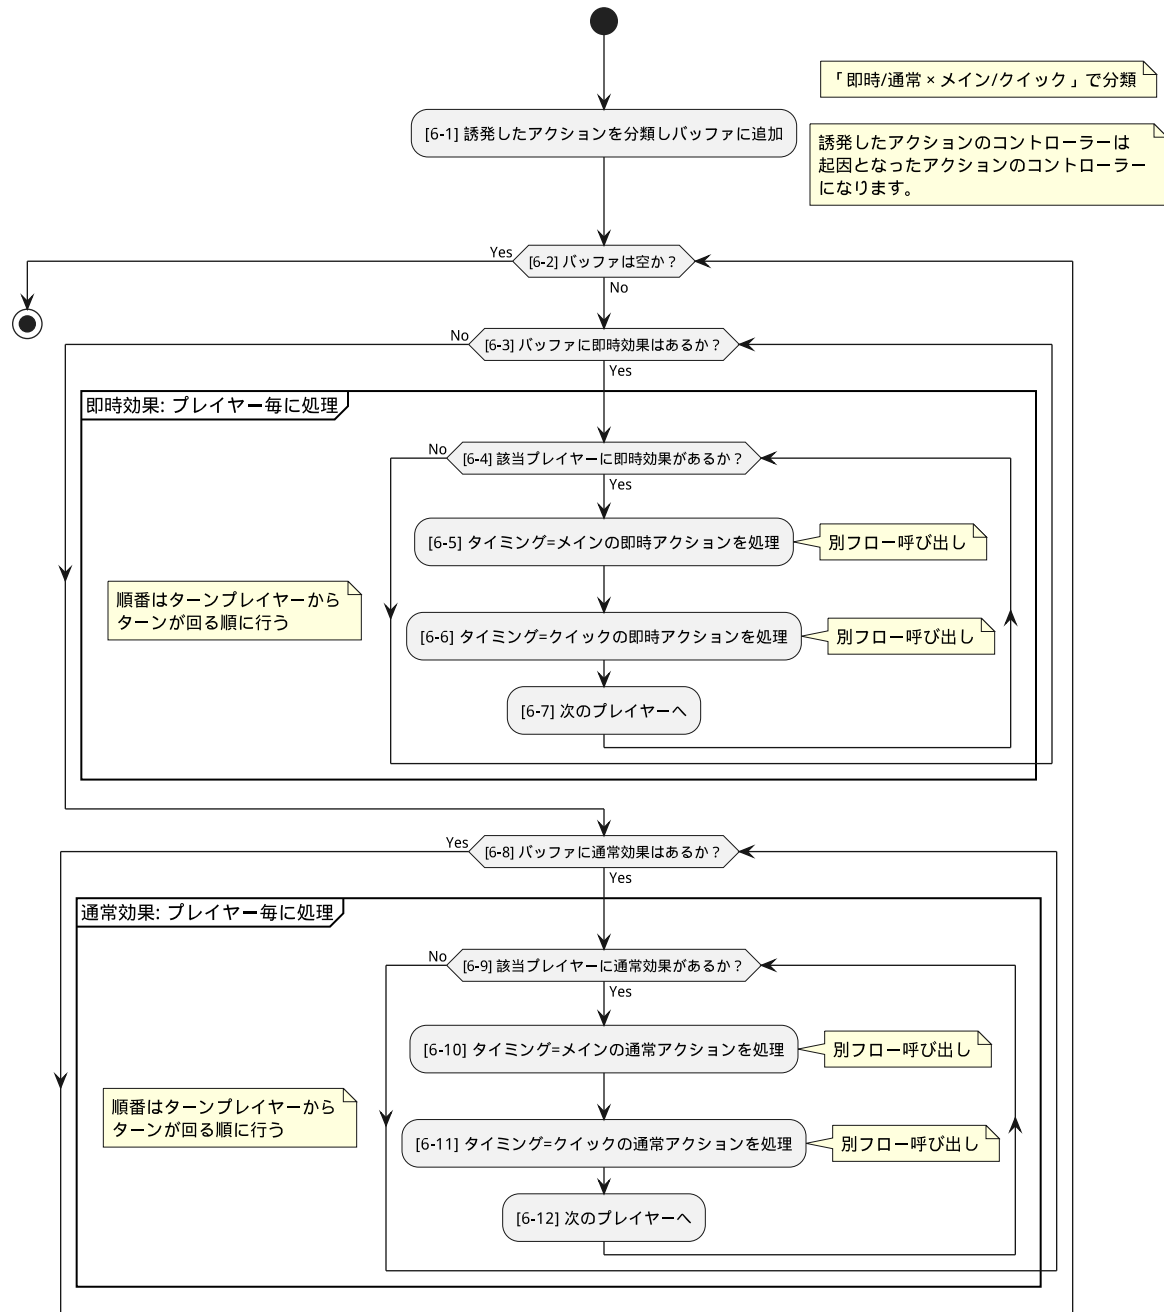 「即時/通常 × メイン/クイック」で分類
[6-1] 誘発したアクションを分類しバッファに追加
誘発したアクションのコントローラーは
起因となったアクションのコントローラー
になります。
Yes
[6-2] バッファは空か？
No
No
[6-3] バッファに即時効果はあるか？
Yes
即時効果: プレイヤー毎に処理
No
[6-4] 該当プレイヤーに即時効果があるか？
Yes
[6-5] タイミング=メインの即時アクションを処理
別フロー呼び出し
順番はターンプレイヤーから
ターンが回る順に行う
[6-6] タイミング=クイックの即時アクションを処理
別フロー呼び出し
[6-7] 次のプレイヤーへ
Yes
[6-8] バッファに通常効果はあるか？
Yes
通常効果: プレイヤー毎に処理
No
[6-9] 該当プレイヤーに通常効果があるか？
Yes
[6-10] タイミング=メインの通常アクションを処理
別フロー呼び出し
順番はターンプレイヤーから
ターンが回る順に行う
[6-11] タイミング=クイックの通常アクションを処理
別フロー呼び出し
[6-12] 次のプレイヤーへ